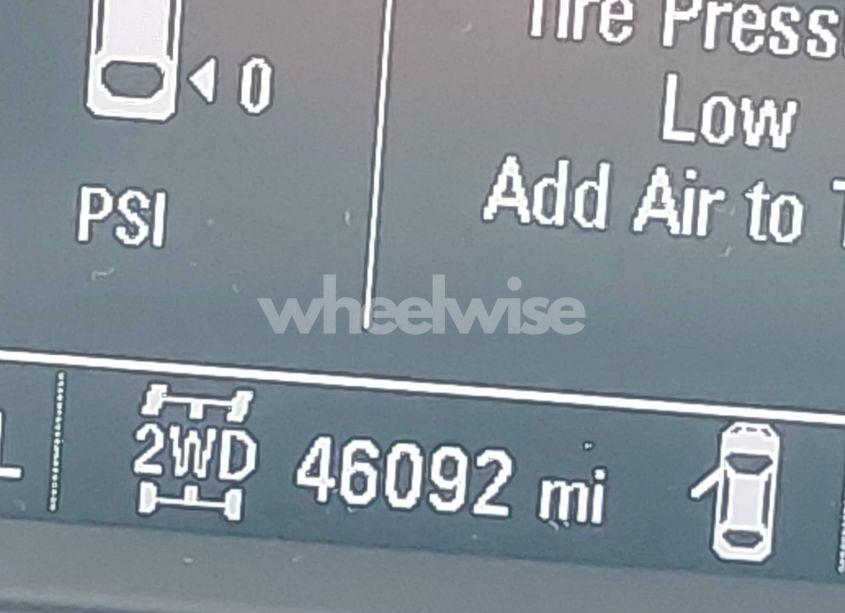 0
PSI
Tire Press
Low
Add Air to
wheelwise
2WD 46092 mi